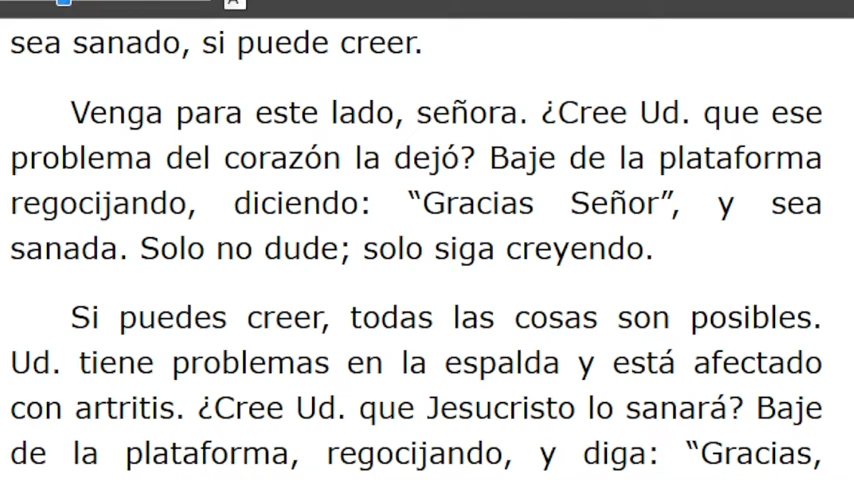 sea sanado, si puede creer.
Venga para este lado, señora. ¿Cree Ud. que ese
problema del corazón la dejó? Baje de la plataforma
regocijando, diciendo: “Gracias Señor”, y sea
sanada. Solo no dude; solo siga creyendo.
Si puedes creer, todas las cosas son posibles.
Ud. tiene problemas en la espalda y está afectado
con artritis. ¿Cree Ud. que Jesucristo lo sanará? Baje
de la plataforma, regocijando, y diga: “Gracias,